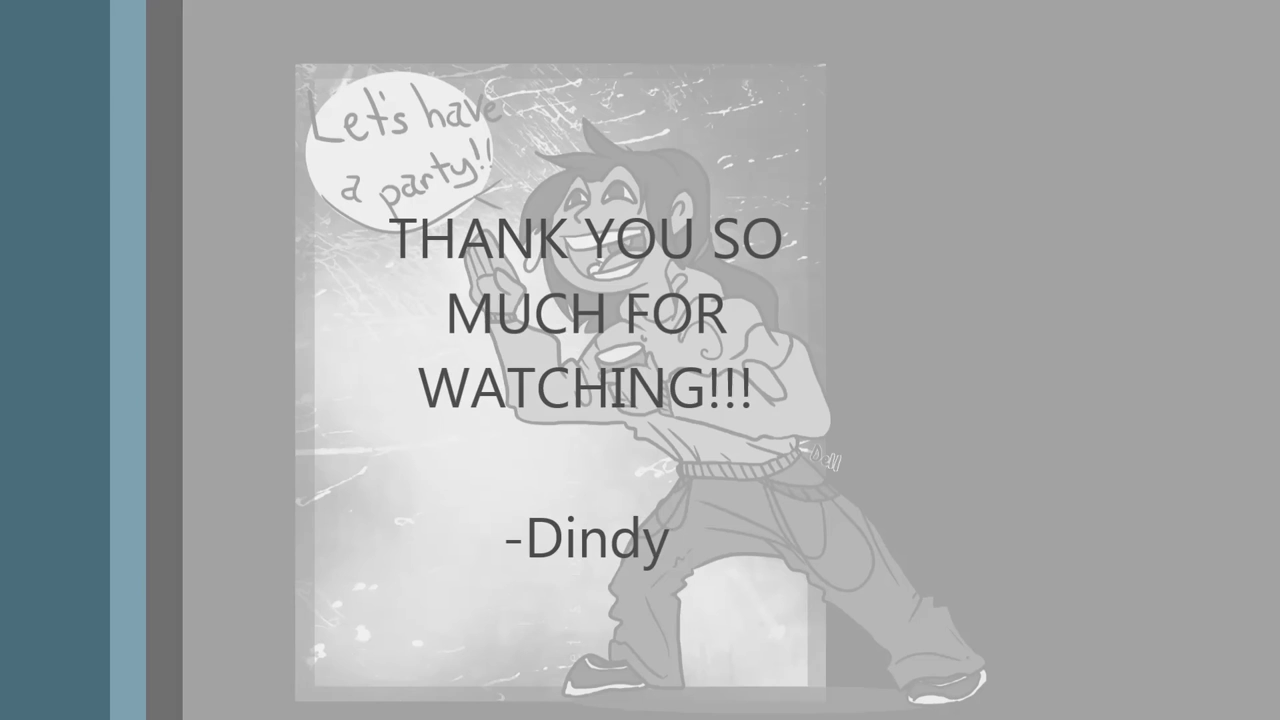 Let's have
a party!!
THANK YOU SO
MUCH FOR
WATCHING!!!
-Dindy